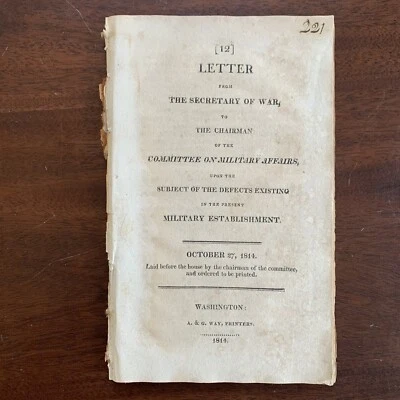 221
[12]
LETTER
FROM
THE SECRETARY OF WAR,
TO
THE CHAIRMAN
OF THE
COMMITTEE ON MILITARY AFFAIRS,
UPON THE
SUBJECT OF THE DEFECTS EXISTING
IN THE PRESENT
MILITARY ESTABLISHMENT.
OCTOBER 27, 1814.
Laid before the house by the chairman of the committee,
and ordered to be printed.
WASHINGTON:
A. & G. WAY, PRINTERS.
1814.